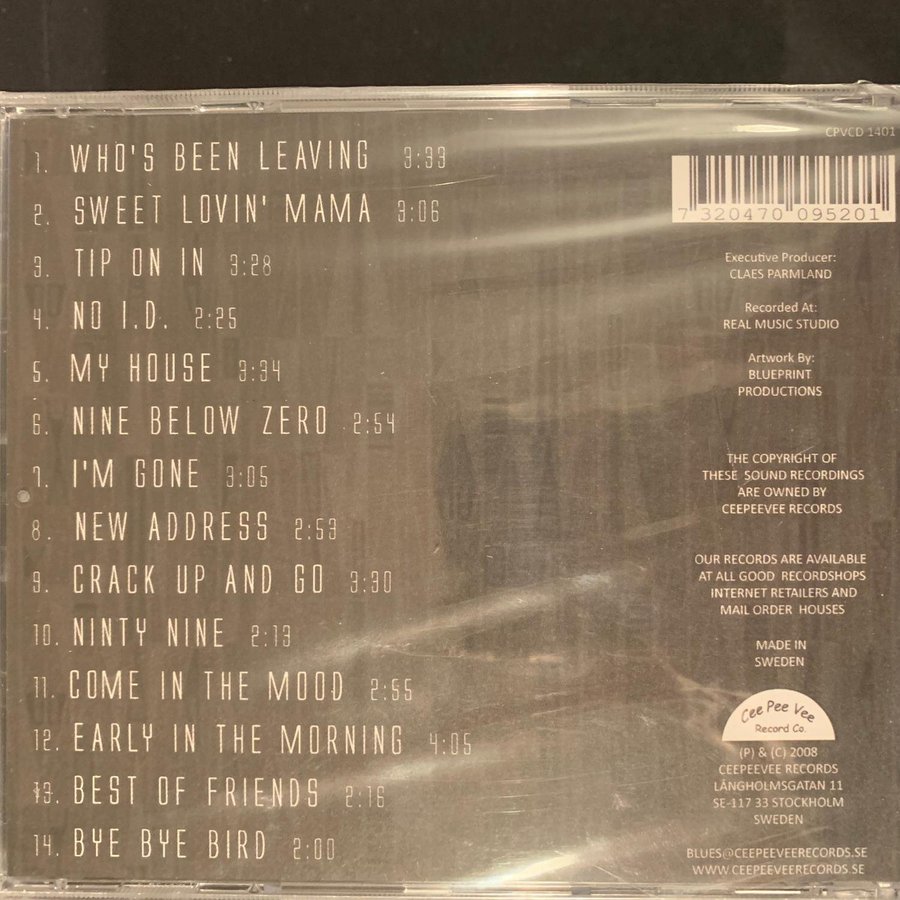 1. WHO'S BEEN LEAVING 3:33
2. SWEET LOVIN' MAMA 3:06
3. TIP ON IN 3:28
4. NO I.D. 2:25
5. MY HOUSE 3:34
6. NINE BELOW ZERO 2:54
7. I'M GONE 3:05
8. NEW ADDRESS 2:53
9. CRACK UP AND GO 3:30
10. NINTY NINE 2:13
11. COME IN THE MOOD 2:55
12. EARLY IN THE MORNING 4:05
13. BEST OF FRIENDS 2:16
14. BYE BYE BIRD 2:00
CPVCD 1401
7 320470 095201
Executive Producer:
CLAES PARMLAND
Recorded At:
REAL MUSIC STUDIO
Artwork By:
BLUEPRINT
PRODUCTIONS
THE COPYRIGHT OF
THESE SOUND RECORDINGS
ARE OWNED BY
CEEPEEVEE RECORDS
OUR RECORDS ARE AVAILABLE
AT ALL GOOD RECORDSHOPS
INTERNET RETAILERS AND
MAIL ORDER HOUSES
MADE IN
SWEDEN
Cee Pee Vee
Record Co.
(P) & (C) 2008
CEEPEEVEE RECORDS
LÅNGHOLMSGATAN 11
SE-117 33 STOCKHOLM
SWEDEN
BLUES@CEEPEEVEERECORDS.SE
WWW.CEEPEEVEERECORDS.SE